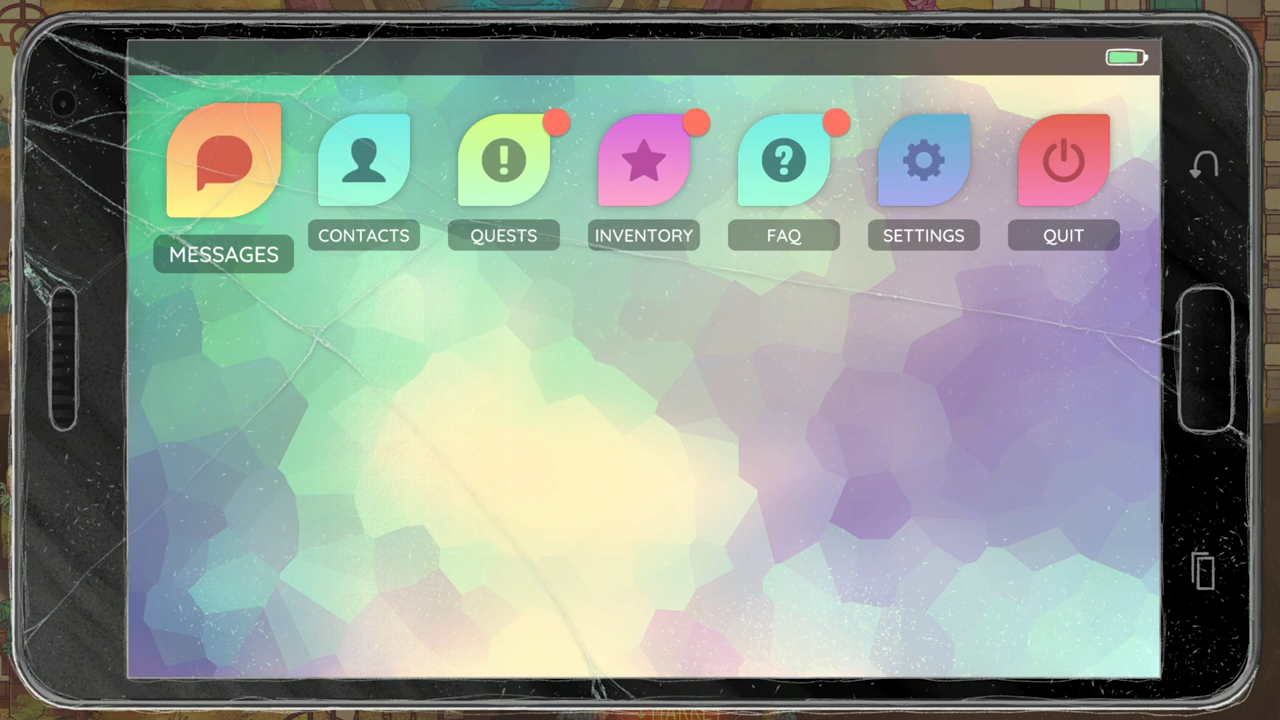 MESSAGES
CONTACTS
QUESTS
INVENTORY
FAQ
SETTINGS
QUIT